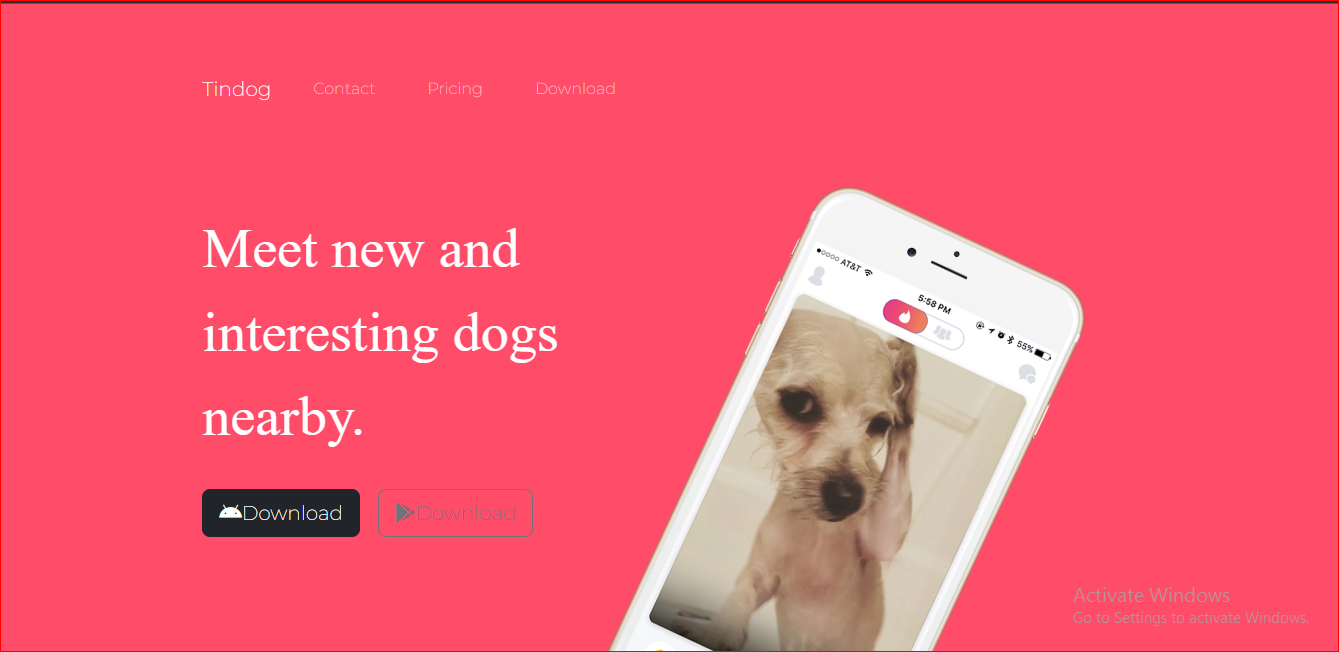 Tindog Contact Pricing Download
Meet new and
interesting dogs
nearby.
Download Download
AT&T
5:58 PM
55%
Activate Windows
Go to Settings to activate Windows.